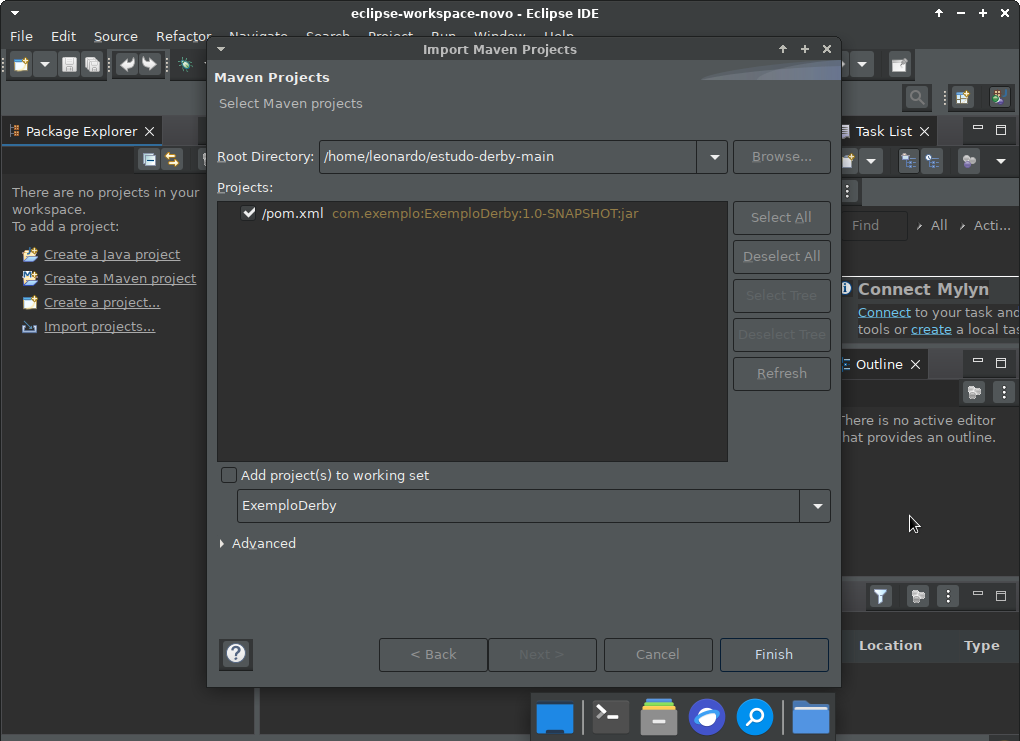 eclipse-workspace-novo - Eclipse IDE
File Edit Source Refactor Navigate Search Project Run Window Help
Import Maven Projects
Maven Projects
Select Maven projects
Package Explorer
Task List
Root Directory: /home/leonardo/estudo-derby-main Browse...
Projects:
There are no projects in your
workspace.
To add a project:
Create a Java project
Create a Maven project
Create a project...
Import projects...
/pom.xml com.exemplo:ExemploDerby:1.0-SNAPSHOT:jar
Select All
Deselect All
Select Tree
Deselect Tree
Refresh
Find All Acti...
Connect Mylyn
Connect to your task and
tools or create a local tas
Outline
There is no active editor
that provides an outline.
Add project(s) to working set
ExemploDerby
Advanced
Location Type
< Back Next > Cancel Finish